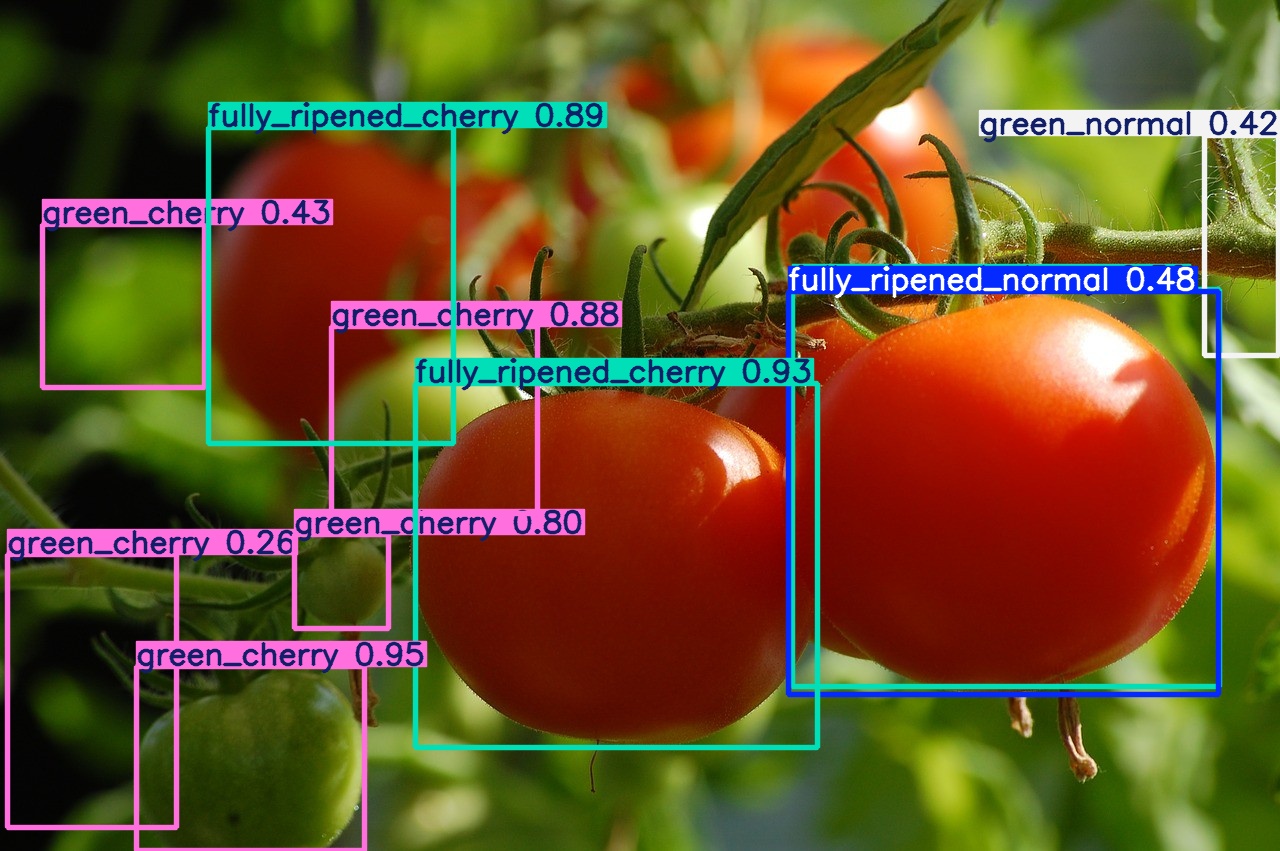 fully_ripened_cherry 0.89
green_normal 0.42
green_cherry 0.43
fully_ripened_normal 0.48
green_cherry 0.88
fully_ripened_cherry 0.93
green_cherry 0.80
green_cherry 0.26
green_cherry 0.95